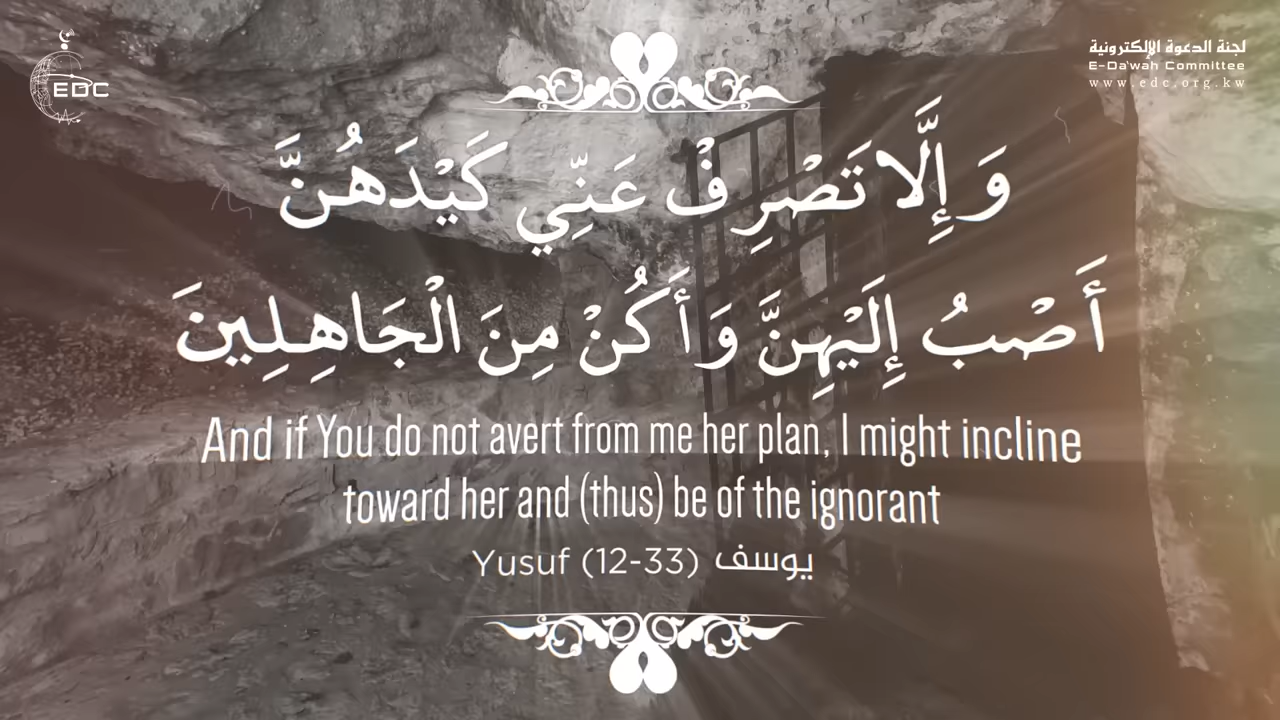 EDC
لجنة الدعوة الإلكترونية
E-Da'wah Committee
www.edc.org.kw
وَإِلَّا تَصْرِفْ عَنِّي كَيْدَهُنَّ
أَصْبُ إِلَيْهِنَّ وَأَكُنْ مِنَ الْجَاهِلِينَ
And if You do not avert from me her plan, I might incline
toward her and (thus) be of the ignorant
Yusuf (12-33) يوسف